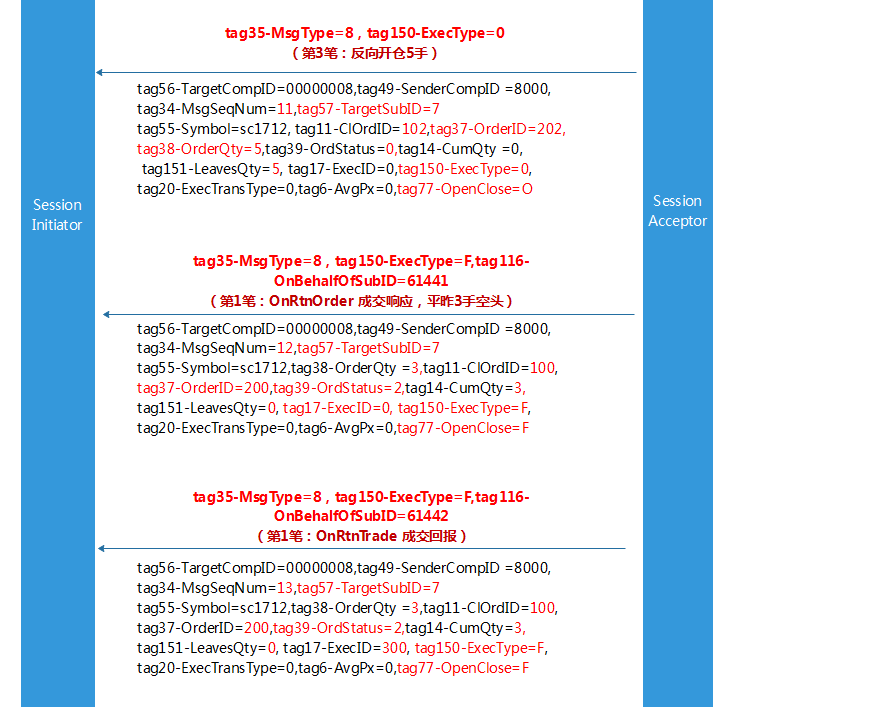 tag35-MsgType=8，tag150-ExecType=0
（第3笔：反向开仓5手）
tag56-TargetCompID=00000008,tag49-SenderCompID =8000,
tag34-MsgSeqNum=11,tag57-TargetSubID=7
tag55-Symbol=sc1712, tag11-ClOrdID=102,tag37-OrderID=202,
tag38-OrderQty=5,tag39-OrdStatus=0,tag14-CumQty =0,
tag151-LeavesQty=5, tag17-ExecID=0,tag150-ExecType=0,
tag20-ExecTransType=0,tag6-AvgPx=0,tag77-OpenClose=O
Session
Initiator
Session
Acceptor
tag35-MsgType=8，tag150-ExecType=F,tag116-
OnBehalfOfSubID=61441
（第1笔：OnRtnOrder 成交响应，平昨3手空头）
tag56-TargetCompID=00000008,tag49-SenderCompID =8000,
tag34-MsgSeqNum=12,tag57-TargetSubID=7
tag55-Symbol=sc1712,tag38-OrderQty =3,tag11-ClOrdID=100,
tag37-OrderID=200,tag39-OrdStatus=2,tag14-CumQty=3,
tag151-LeavesQty=0, tag17-ExecID=0, tag150-ExecType=F,
tag20-ExecTransType=0,tag6-AvgPx=0,tag77-OpenClose=F
tag35-MsgType=8，tag150-ExecType=F,tag116-
OnBehalfOfSubID=61442
（第1笔：OnRtnTrade 成交回报）
tag56-TargetCompID=00000008,tag49-SenderCompID =8000,
tag34-MsgSeqNum=13,tag57-TargetSubID=7
tag55-Symbol=sc1712,tag38-OrderQty =3,tag11-ClOrdID=100,
tag37-OrderID=200,tag39-OrdStatus=2,tag14-CumQty=3,
tag151-LeavesQty=0, tag17-ExecID=300, tag150-ExecType=F,
tag20-ExecTransType=0,tag6-AvgPx=0,tag77-OpenClose=F